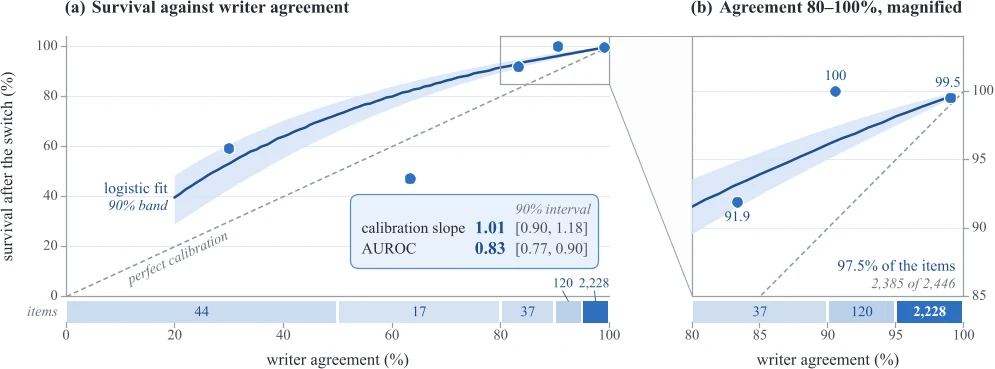 (a) Survival against writer agreement
survival after the switch (%)
100
80
60
40
20
0
logistic fit
90% band
perfect calibration
90% interval
calibration slope 1.01 [0.90, 1.18]
AUROC 0.83 [0.77, 0.90]
120 2,228
items 44 17 37
0 20 40 60 80 100
writer agreement (%)
(b) Agreement 80–100%, magnified
100
99.5
91.9
100
95
90
85
97.5% of the items
2,385 of 2,446
37 120 2,228
80 85 90 95 100
writer agreement (%)